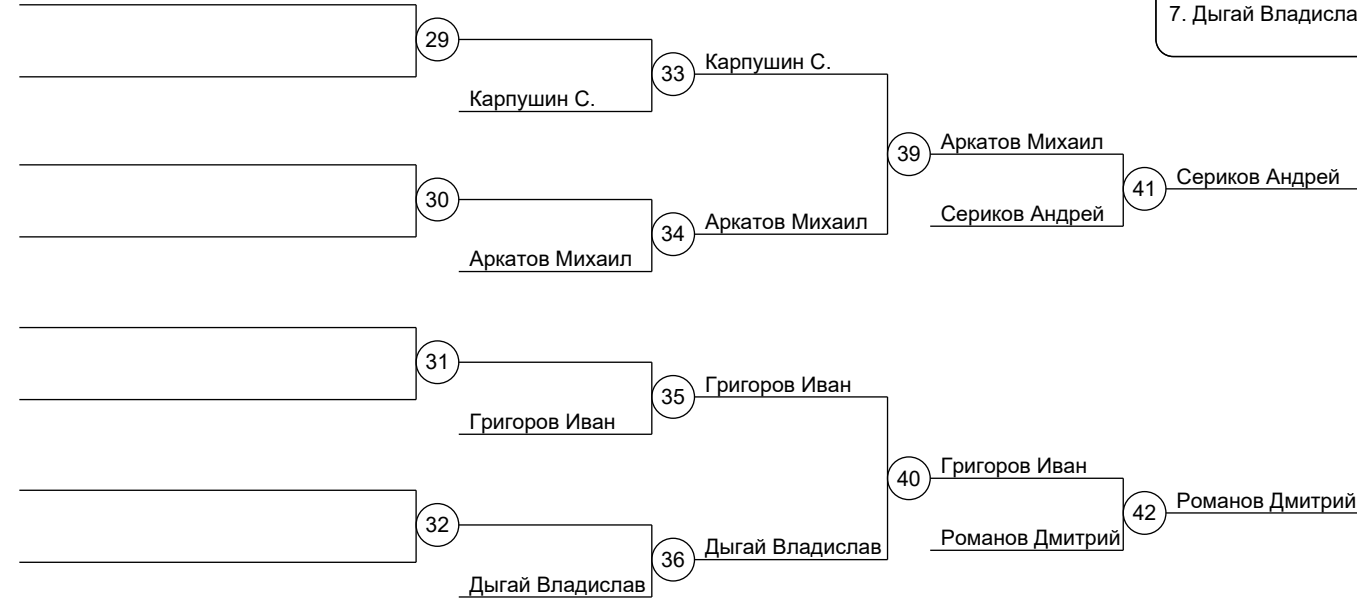 7. Дыгай Владисла
29
33
Карпушин С.
Карпушин С.
39
Аркатов Михаил
41
Сериков Андрей
30
34
Аркатов Михаил
Сериков Андрей
Аркатов Михаил
31
35
Григоров Иван
Григоров Иван
40
Григоров Иван
42
Романов Дмитрий
32
36
Дыгай Владислав
Романов Дмитрий
Дыгай Владислав